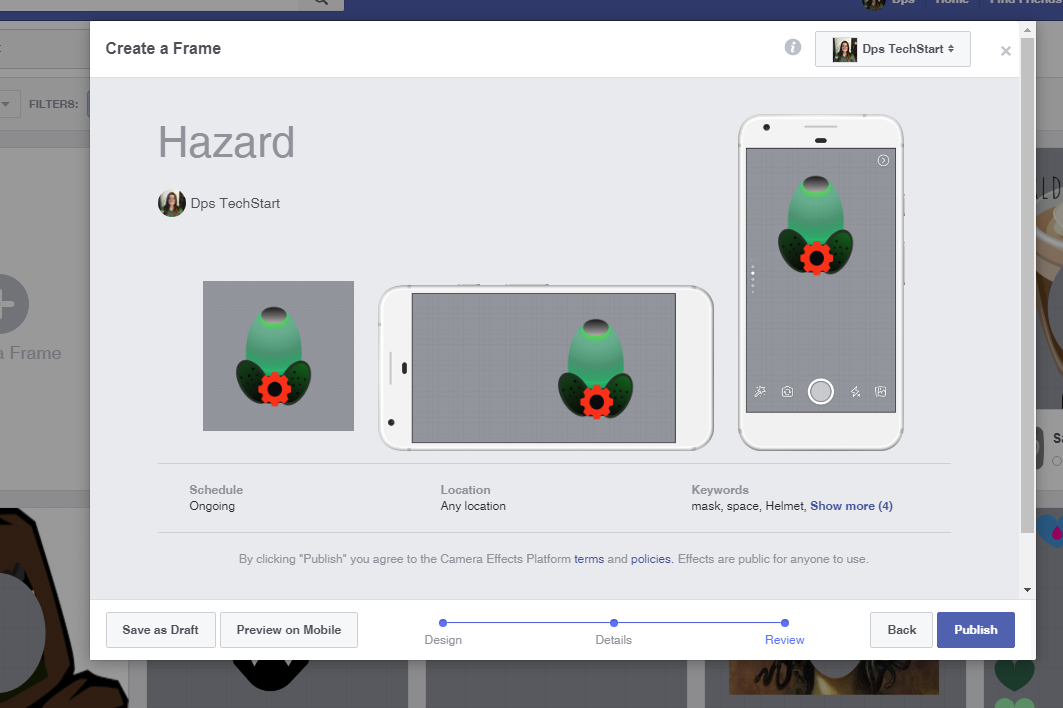 Dps Home Find Friends
Create a Frame
Dps TechStart
FILTERS:
Hazard
Dps TechStart
a Frame
Schedule
Ongoing
Location
Any location
Keywords
mask, space, Helmet, Show more (4)
By clicking "Publish" you agree to the Camera Effects Platform terms and policies. Effects are public for anyone to use.
Save as Draft
Preview on Mobile
Design
Details
Review
Back
Publish